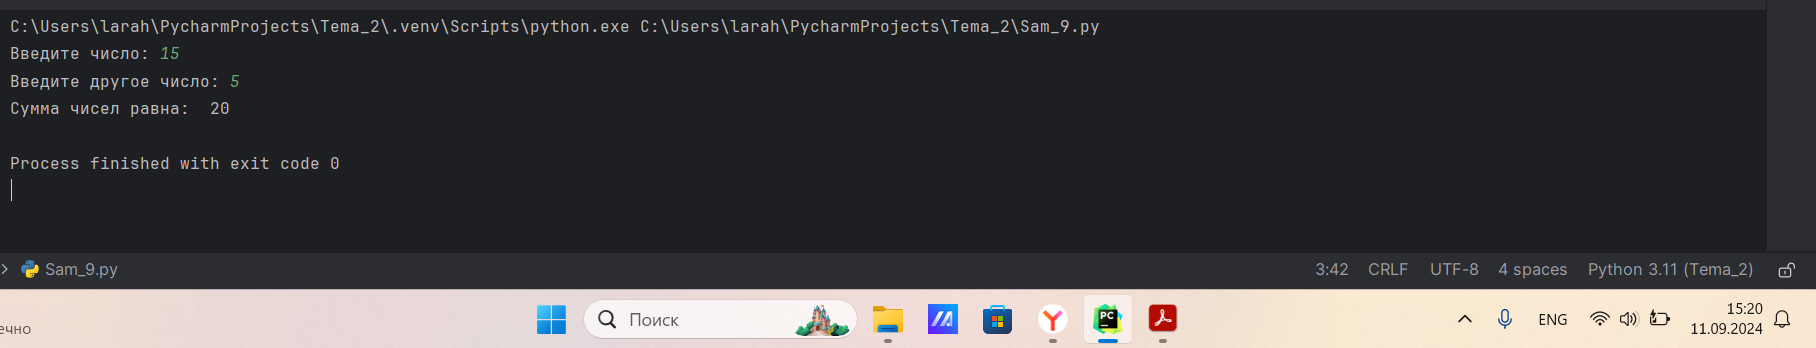 C:\Users\larah\PycharmProjects\Tema_2\.venv\Scripts\python.exe C:\Users\larah\PycharmProjects\Tema_2\Sam_9.py
Введите число: 15
Введите другое число: 5
Сумма чисел равна:  20
Process finished with exit code 0
Sam_9.py 3:42 CRLF UTF-8 4 spaces Python 3.11 (Tema_2)
ечно Поиск PC ENG 15:20
11.09.2024